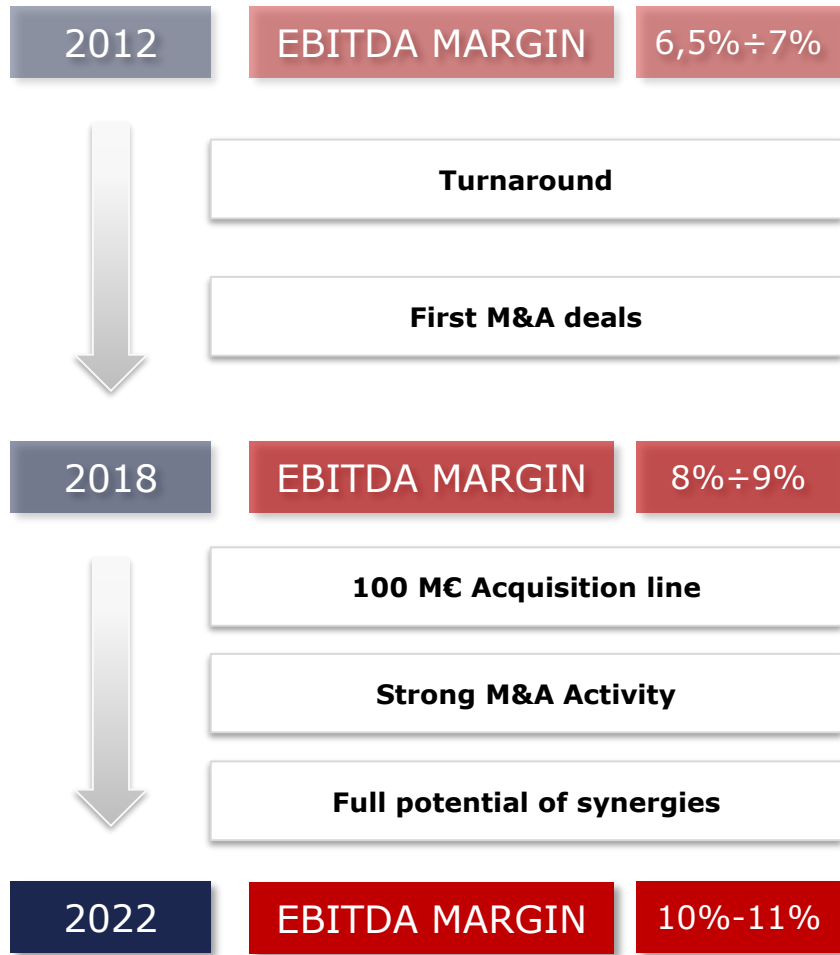 2012 EBITDA MARGIN 6,5%÷7%
Turnaround
First M&A deals
2018 EBITDA MARGIN 8%÷9%
100 M€ Acquisition line
Strong M&A Activity
Full potential of synergies
2022 EBITDA MARGIN 10%-11%